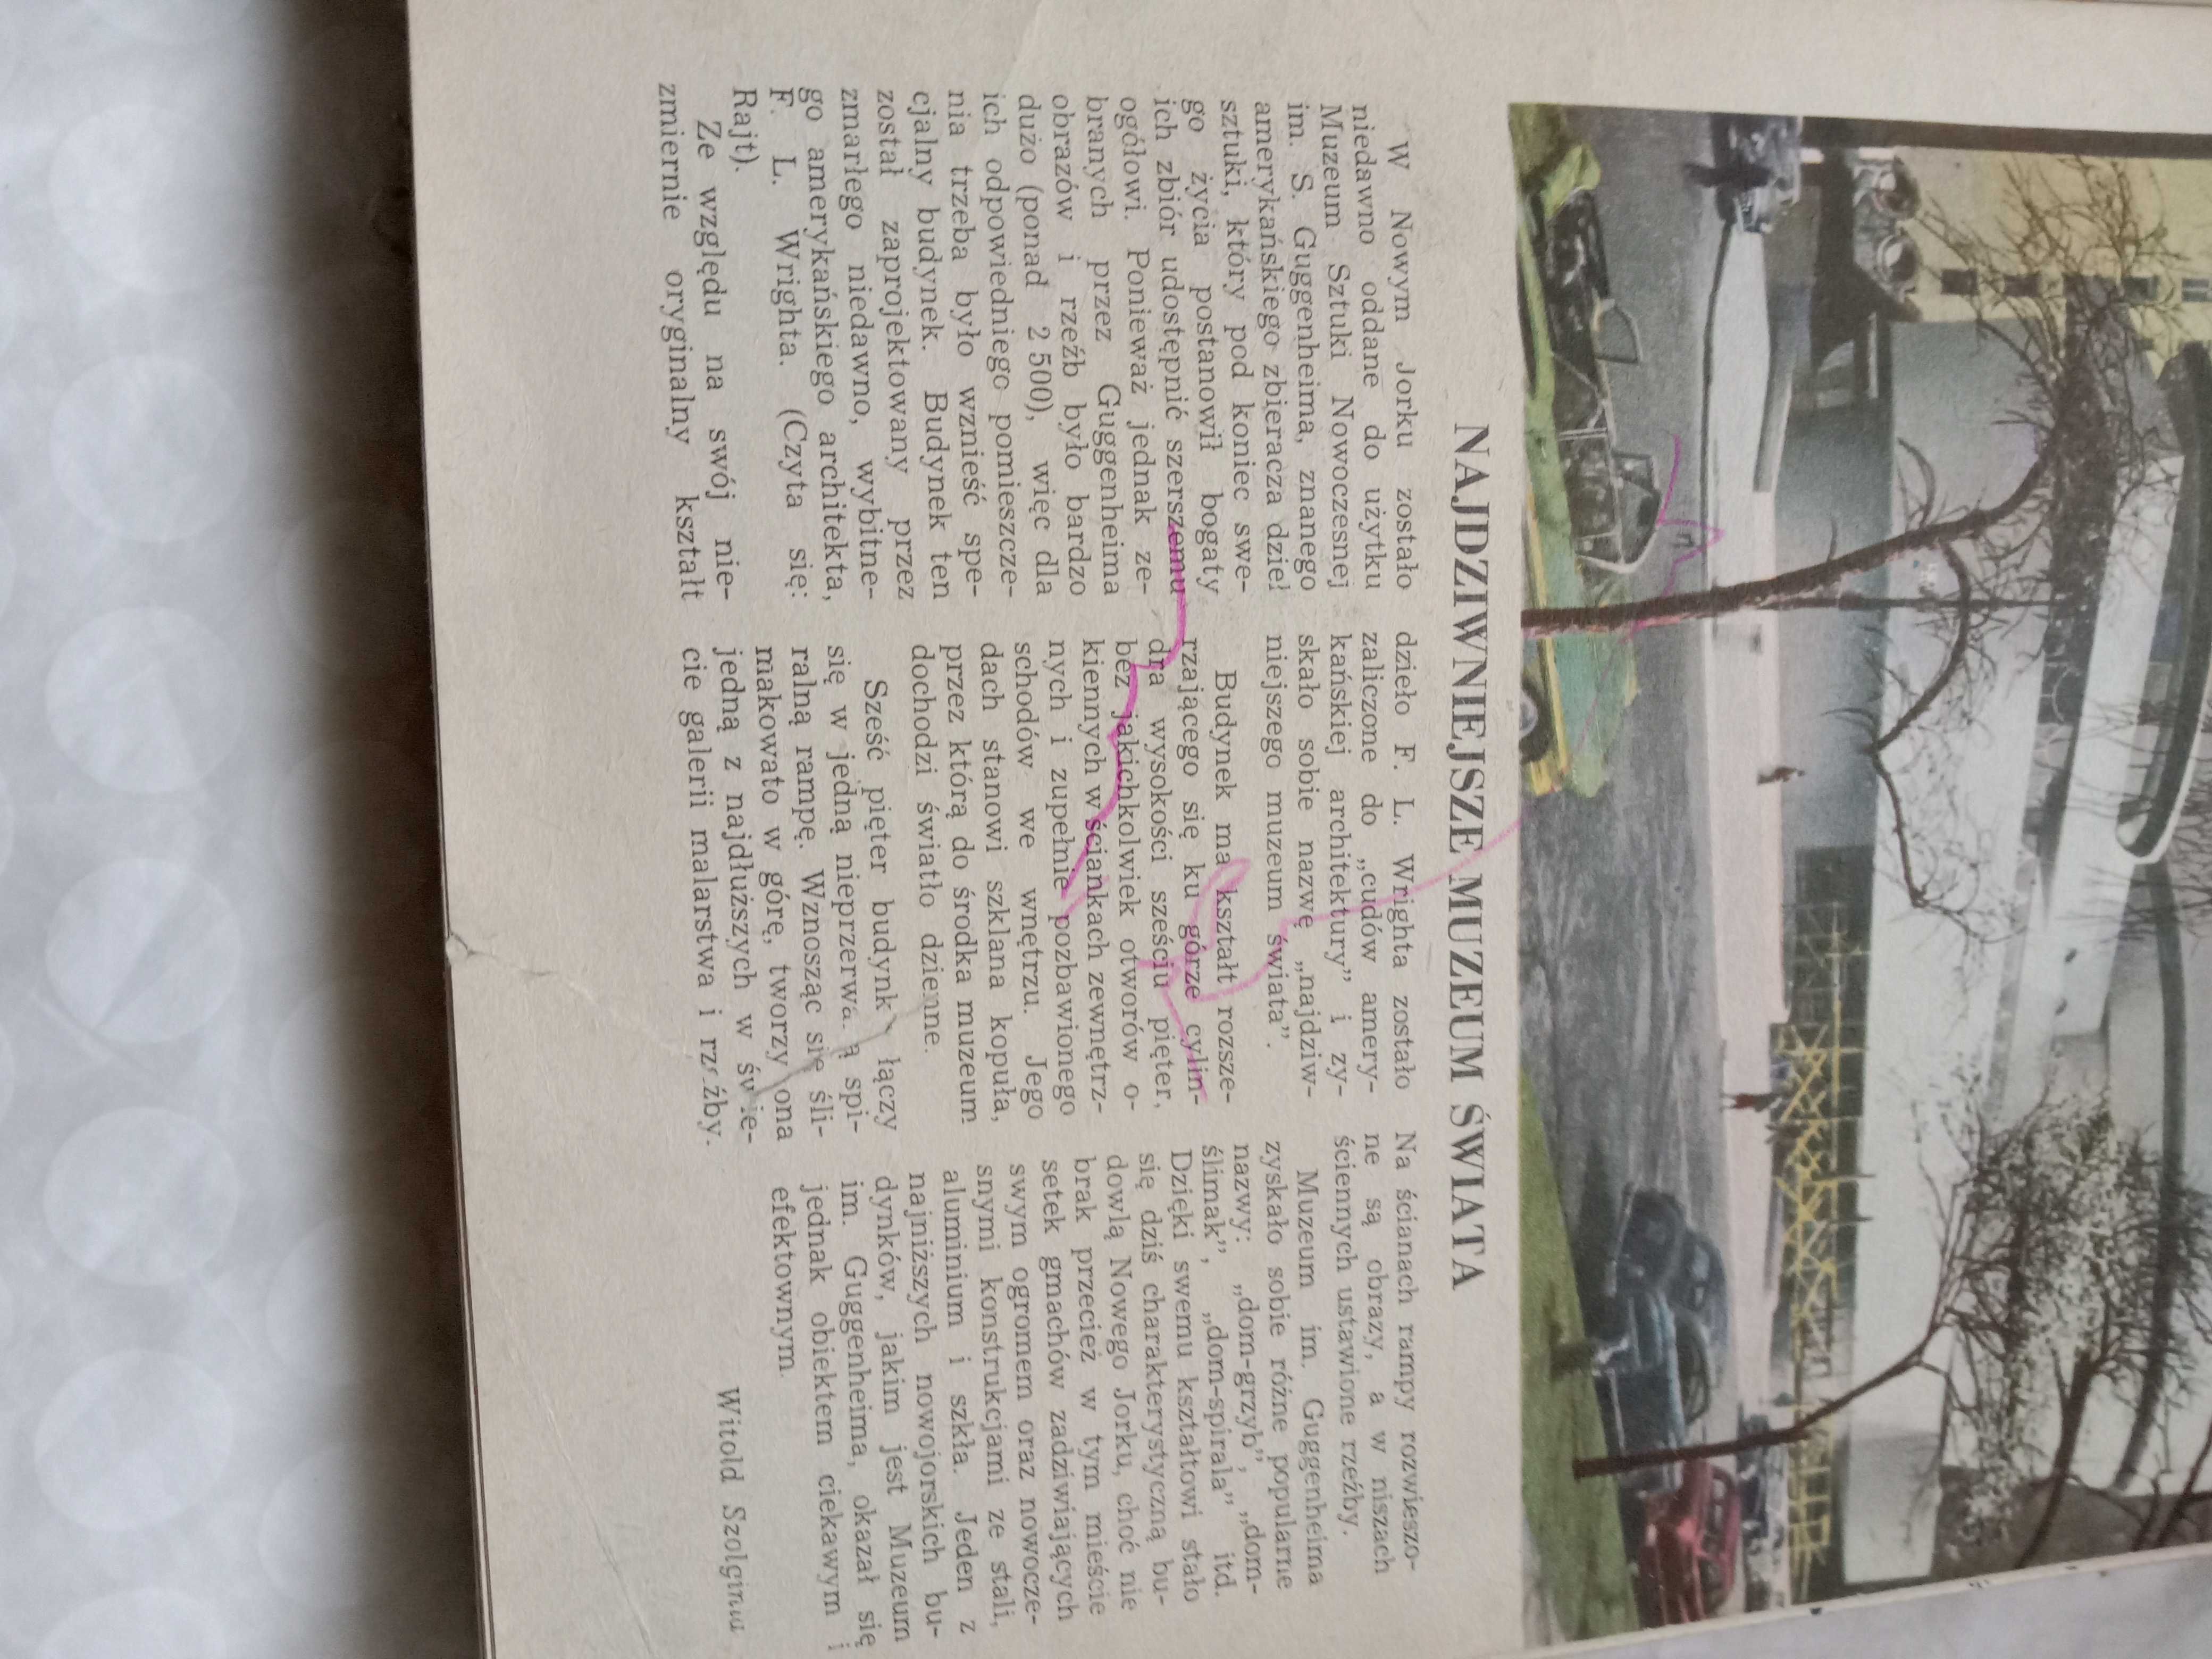 NAJDZIWNIEJSZE MUZEUM ŚWIATA
W Nowym Jorku zostało
niedawno oddane do użytku
Muzeum Sztuki Nowoczesnej
im. S. Guggenheima, znanego
amerykańskiego zbieracza dzieł
sztuki, który pod koniec swe-
go życia postanowił bogaty
ich zbiór udostępnić szerszemu
ogółowi. Ponieważ jednak ze-
branych przez Guggenheima
obrazów i rzeźb było bardzo
dużo (ponad 2 500), więc dla
ich odpowiedniego pomieszcze-
nia trzeba było wznieść spe-
cjalny budynek. Budynek ten
został zaprojektowany przez
zmarłego niedawno, wybitne-
go amerykańskiego architekta,
F. L. Wrighta. (Czyta się:
Rajt).
Ze względu na swój nie-
zmiernie oryginalny kształt
dzieło F. L. Wrighta zostało
zaliczone do „cudów amery-
kańskiej architektury” i zy-
skało sobie nazwę „najdziw-
niejszego muzeum świata”.
Budynek ma kształt rozsze-
rzającego się ku górze cylin-
dra wysokości sześciu pięter,
bez jakichkolwiek otworów o-
kiennych w ściankach zewnętrz-
nych i zupełnie pozbawionego
schodów we wnętrzu. Jego
dach stanowi szklana kopuła,
przez którą do środka muzeum
dochodzi światło dzienne.
Sześć pięter budynku łączy
się w jedną nieprzerwaną spi-
ralną rampę. Wznosząc się śli-
makowato w górę, tworzy ona
jedną z najdłuższych w świe-
cie galerii malarstwa i rzeźby.
Na ścianach rampy rozwieszo-
ne są obrazy, a w niszach
ściennych ustawione rzeźby.
Muzeum im. Guggenheima
zyskało sobie różne popularne
nazwy: „dom-grzyb”, „dom-
ślimak”, „dom-spirala” itd.
Dzięki swemu kształtowi stało
się dziś charakterystyczną bu-
dowlą Nowego Jorku, choć nie
brak przecież w tym mieście
setek gmachów zadziwiających
swym ogromem oraz nowocze-
snymi konstrukcjami ze stali,
aluminium i szkła. Jeden z
najniższych nowojorskich bu-
dynków, jakim jest Muzeum
im. Guggenheima, okazał się
jednak obiektem ciekawym i
efektownym.
Witold Szolginia